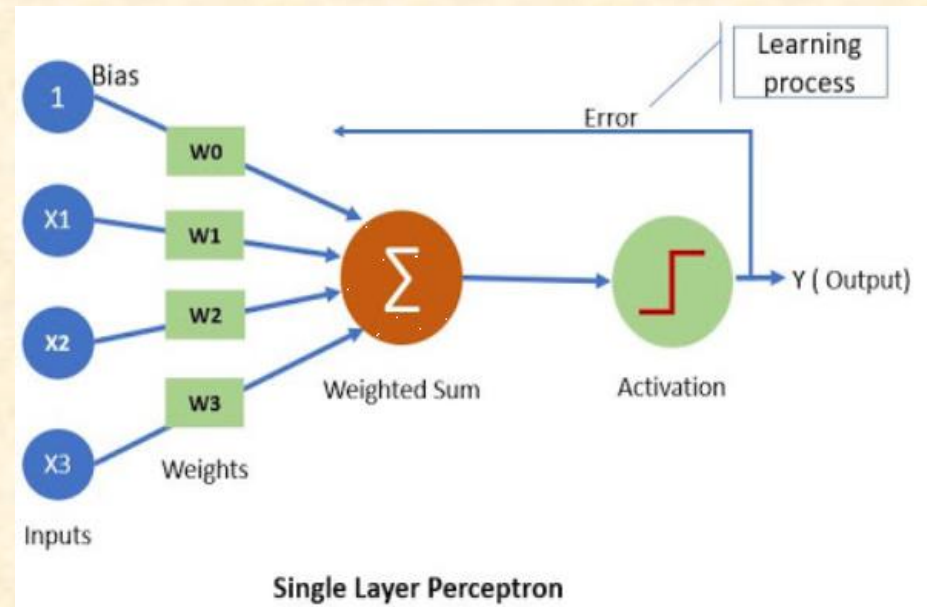 Learning
process
Bias
1
Error
W0
X1
W1
∑
Y ( Output)
X2
W2
Weighted Sum
Activation
W3
X3
Weights
Inputs
Single Layer Perceptron